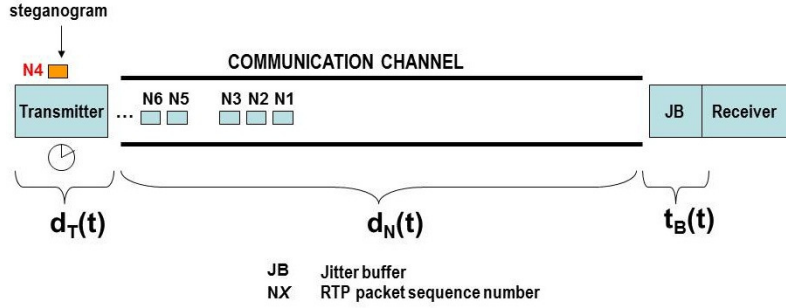 steganogram
COMMUNICATION CHANNEL
N4
N6 N5 N3 N2 N1
Transmitter
...
JB
Receiver
dT(t)
dN(t)
tB(t)
JB Jitter buffer
NX RTP packet sequence number